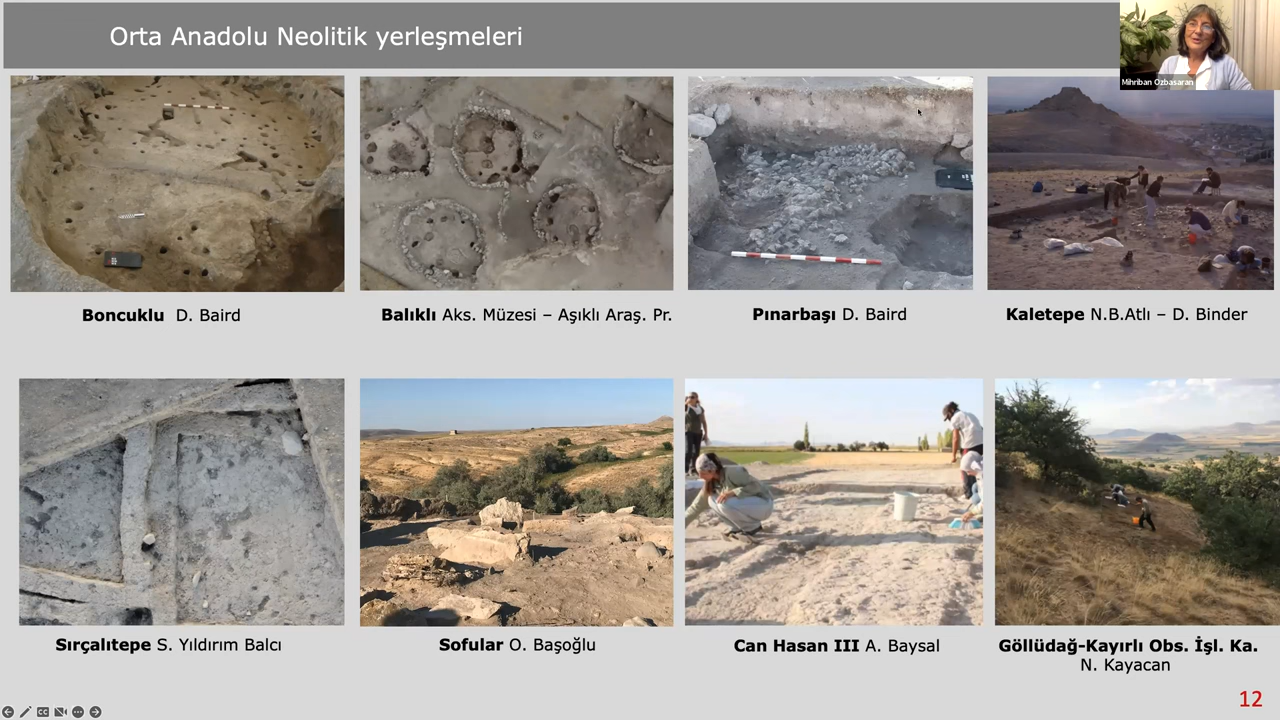 Orta Anadolu Neolitik yerleşmeleri
Mihriban Ozbasaran
Boncuklu D. Baird
Balıklı Aks. Müzesi – Aşıklı Araş. Pr.
Pınarbaşı D. Baird
Kaletepe N.B.Atlı – D. Binder
Sırçalıtepe S. Yıldırım Balcı
Sofular O. Başoğlu
Can Hasan III A. Baysal
Göllüdağ-Kayırlı Obs. İşl. Ka.
N. Kayacan
12